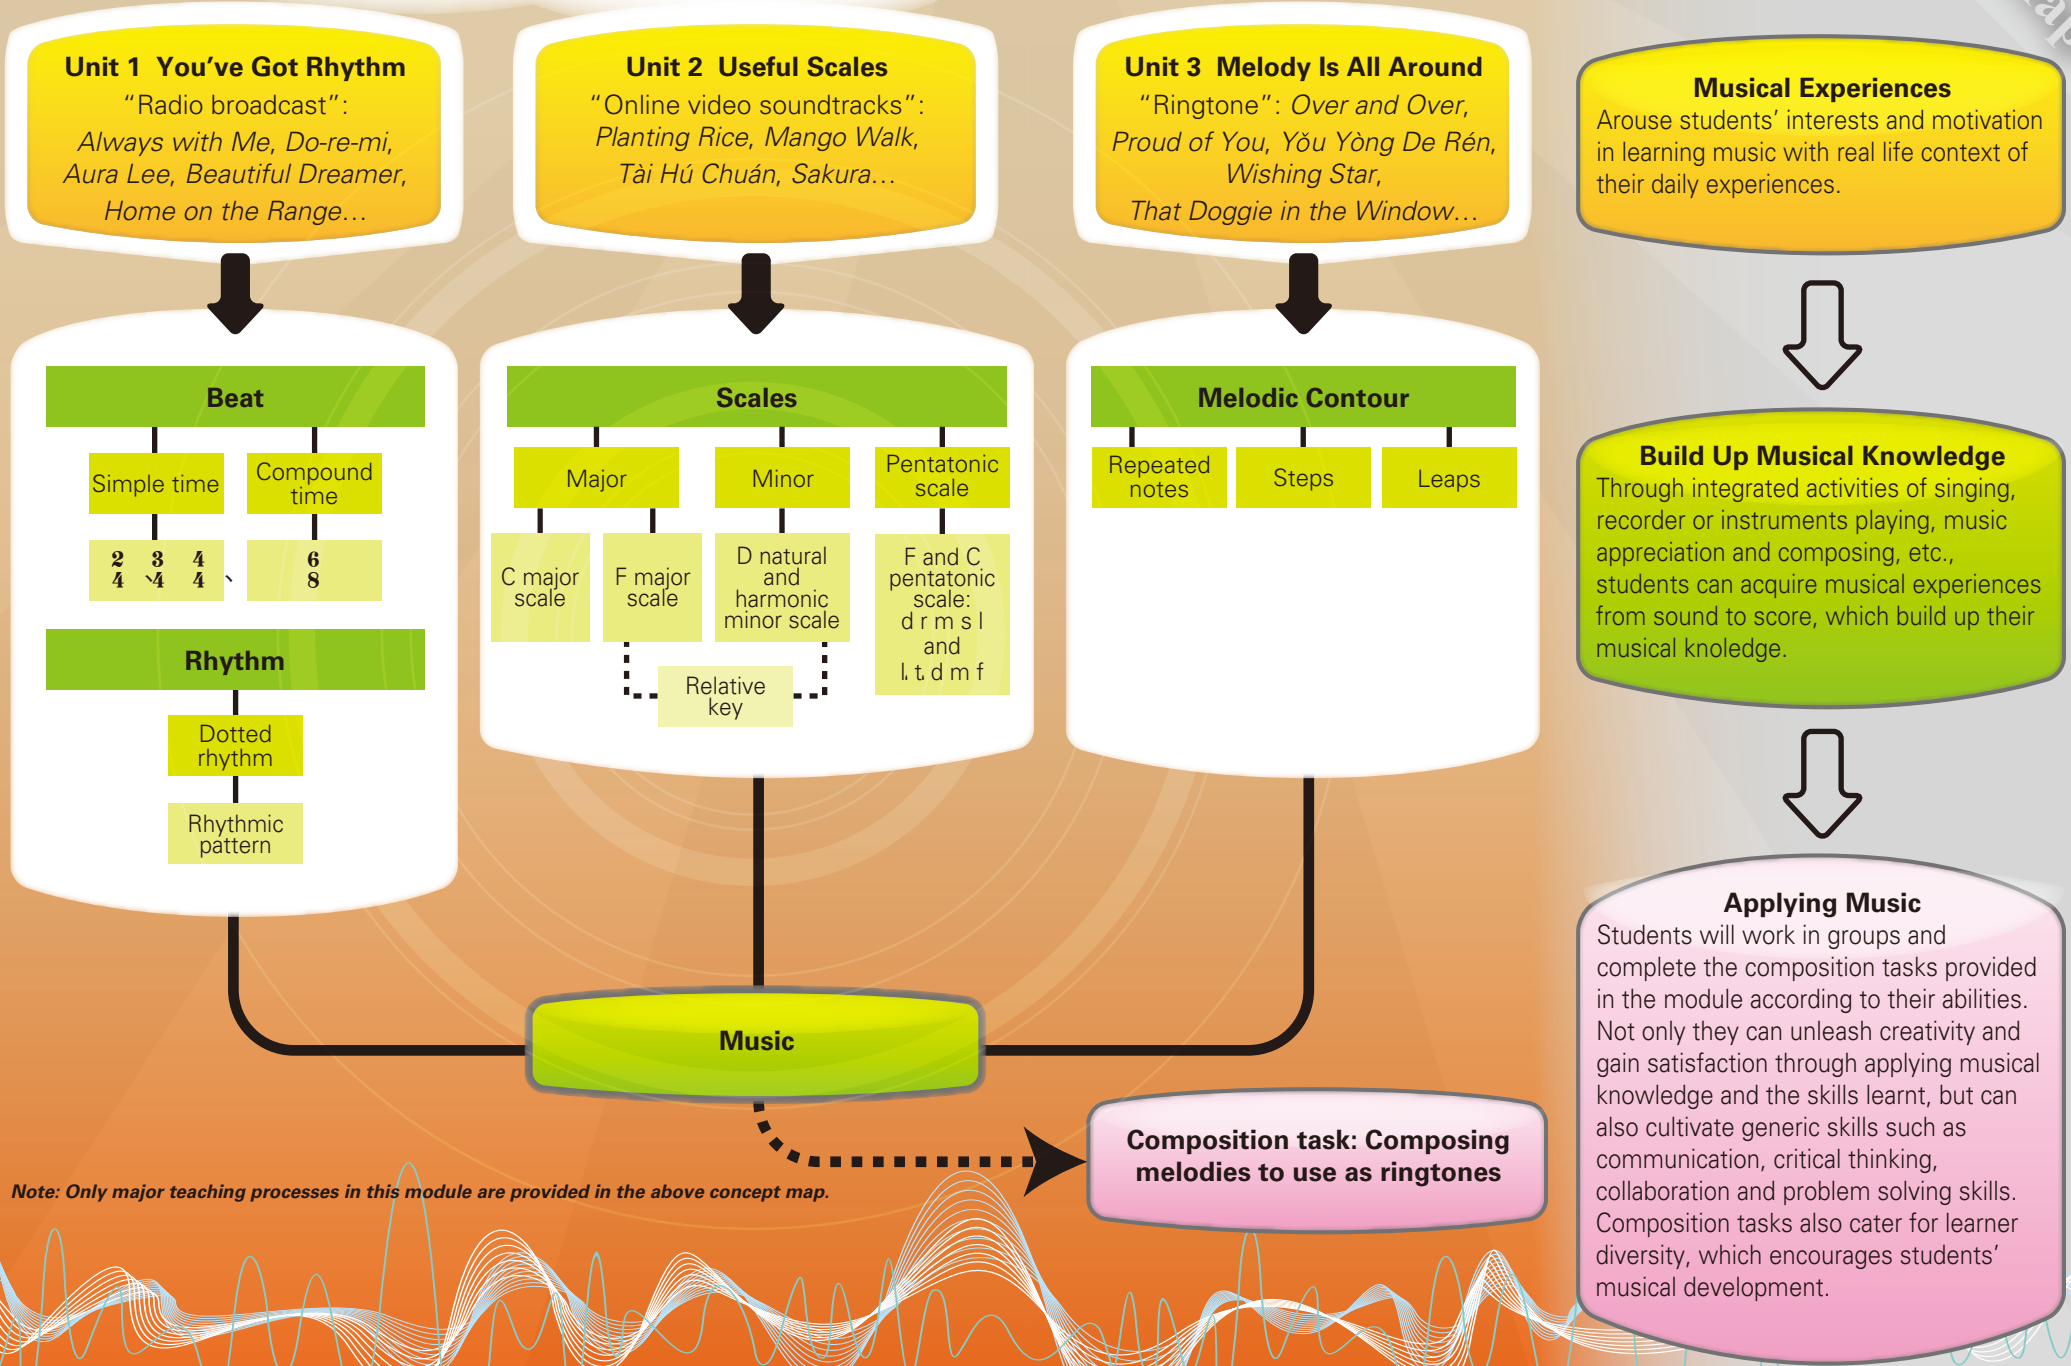 Unit 1 You've Got Rhythm
"Radio broadcast":
Always with Me, Do-re-mi,
Aura Lee, Beautiful Dreamer,
Home on the Range…
Unit 2 Useful Scales
"Online video soundtracks":
Planting Rice, Mango Walk,
Tài Hú Chuán, Sakura…
Unit 3 Melody Is All Around
"Ringtone": Over and Over,
Proud of You, Yǒu Yòng De Rén,
Wishing Star,
That Doggie in the Window…
Beat
Simple time
Compound
time
2 3 4
4 、4 4 、
6
8
Rhythm
Dotted
rhythm
Rhythmic
pattern
Scales
Major
Minor
Pentatonic
scale
C major
scale
F major
scale
D natural
and
harmonic
minor scale
F and C
pentatonic
scale:
d r m s l
and
l, t, d m f
Relative
key
Melodic Contour
Repeated
notes
Steps
Leaps
Music
Composition task: Composing
melodies to use as ringtones
Note: Only major teaching processes in this module are provided in the above concept map.
Musical Experiences
Arouse students' interests and motivation
in learning music with real life context of
their daily experiences.
Build Up Musical Knowledge
Through integrated activities of singing,
recorder or instruments playing, music
appreciation and composing, etc.,
students can acquire musical experiences
from sound to score, which build up their
musical knoledge.
Applying Music
Students will work in groups and
complete the composition tasks provided
in the module according to their abilities.
Not only they can unleash creativity and
gain satisfaction through applying musical
knowledge and the skills learnt, but can
also cultivate generic skills such as
communication, critical thinking,
collaboration and problem solving skills.
Composition tasks also cater for learner
diversity, which encourages students'
musical development.